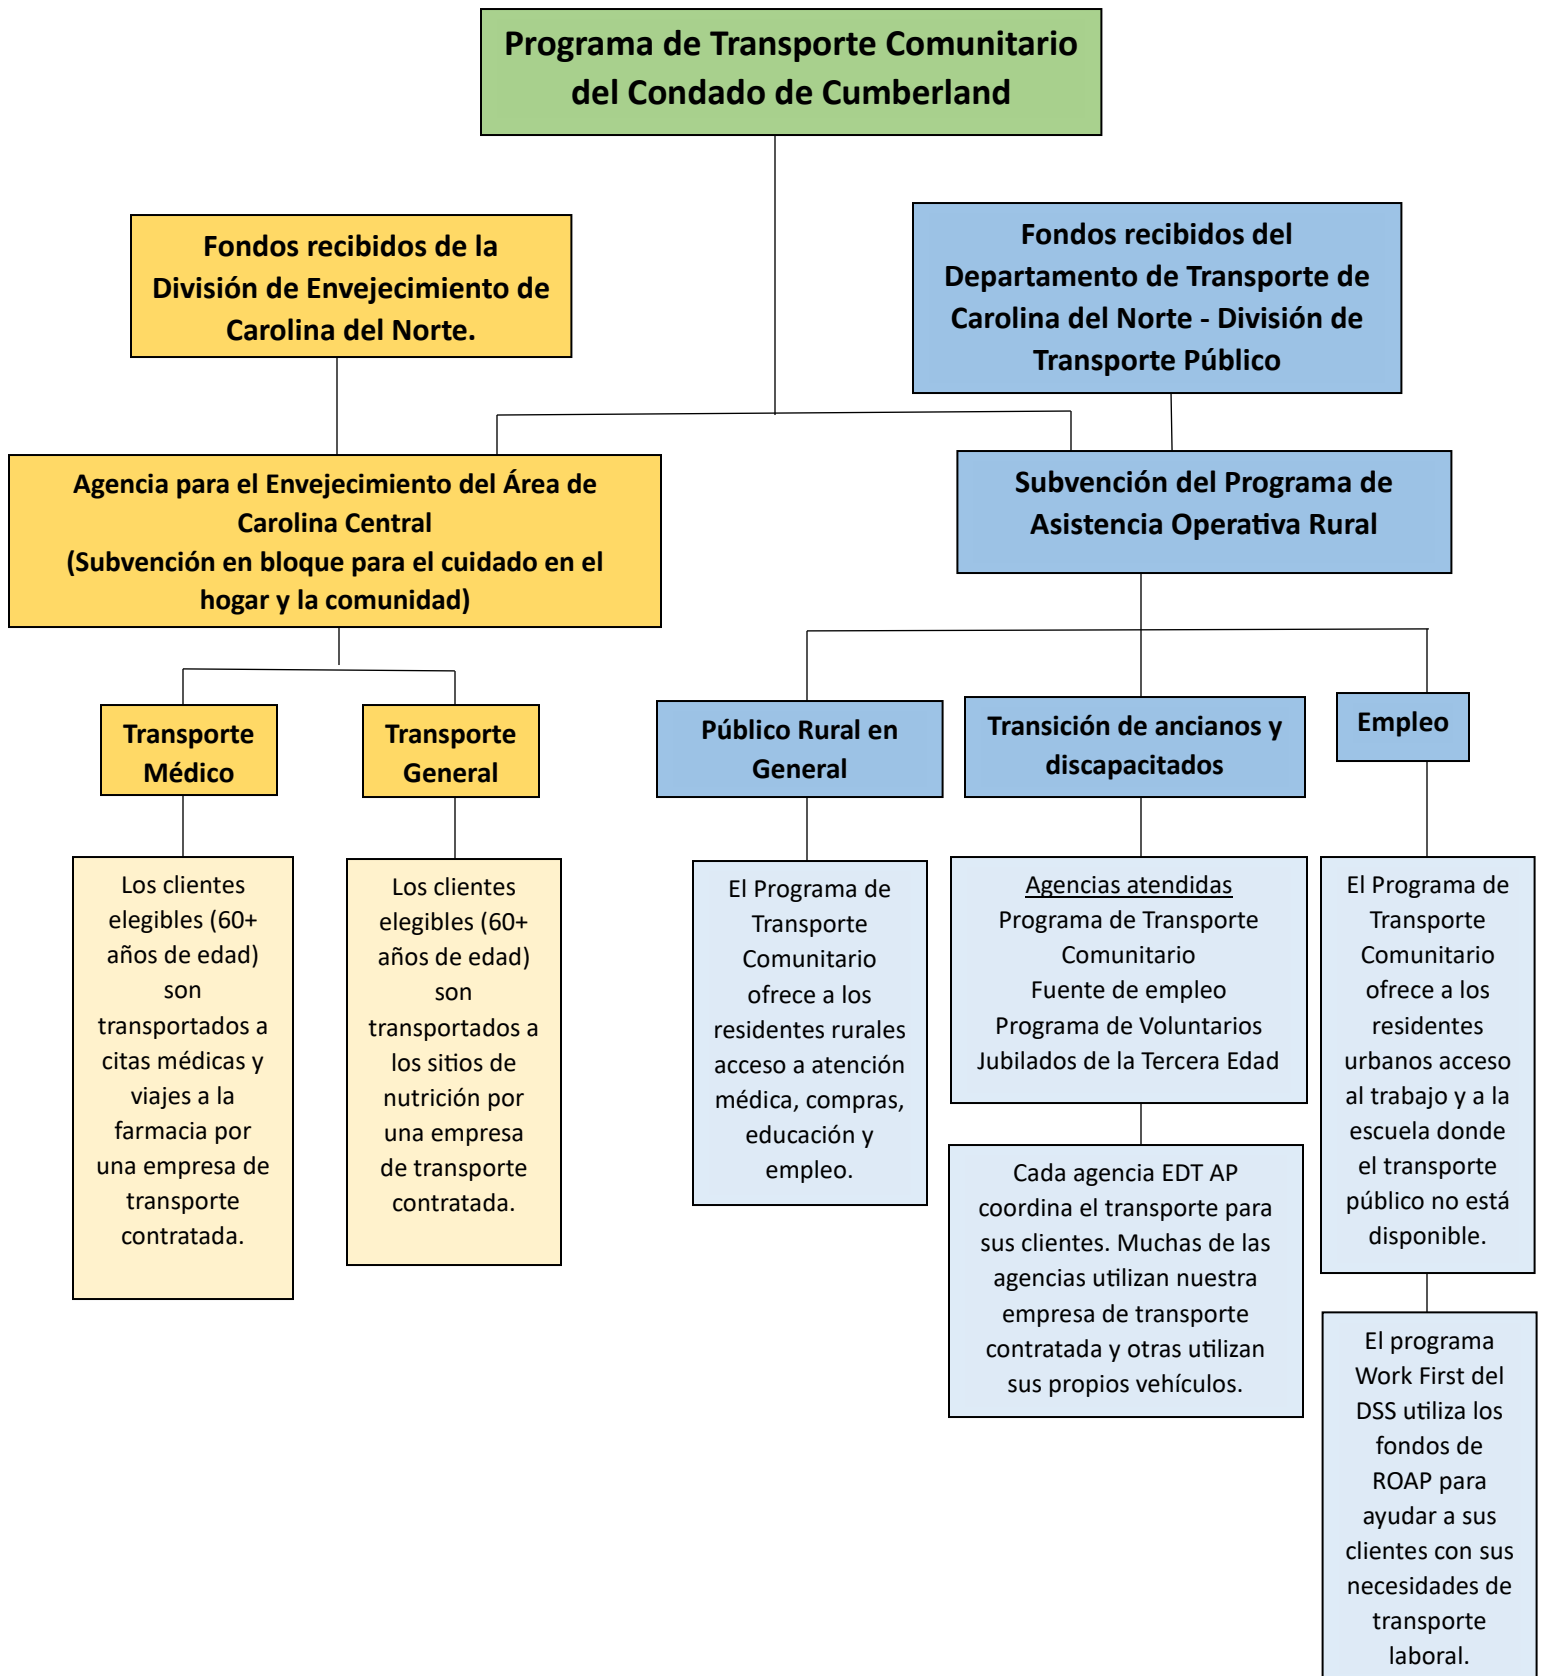 Programa de Transporte Comunitario
del Condado de Cumberland
Fondos recibidos de la
División de Envejecimiento de
Carolina del Norte.
Fondos recibidos del
Departamento de Transporte de
Carolina del Norte - División de
Transporte Público
Agencia para el Envejecimiento del Área de
Carolina Central
(Subvención en bloque para el cuidado en el
hogar y la comunidad)
Subvención del Programa de
Asistencia Operativa Rural
Transporte
Médico
Transporte
General
Público Rural en
General
Transición de ancianos y
discapacitados
Empleo
Los clientes
elegibles (60+
años de edad)
son
transportados a
citas médicas y
viajes a la
farmacia por
una empresa de
transporte
contratada.
Los clientes
elegibles (60+
años de edad)
son
transportados a
los sitios de
nutrición por
una empresa
de transporte
contratada.
El Programa de
Transporte
Comunitario
ofrece a los
residentes rurales
acceso a atención
médica, compras,
educación y
empleo.
Agencias atendidas
Programa de Transporte
Comunitario
Fuente de empleo
Programa de Voluntarios
Jubilados de la Tercera Edad
Cada agencia EDT AP
coordina el transporte para
sus clientes. Muchas de las
agencias utilizan nuestra
empresa de transporte
contratada y otras utilizan
sus propios vehículos.
El Programa de
Transporte
Comunitario
ofrece a los
residentes
urbanos acceso
al trabajo y a la
escuela donde
el transporte
público no está
disponible.
El programa
Work First del
DSS utiliza los
fondos de
ROAP para
ayudar a sus
clientes con sus
necesidades de
transporte
laboral.